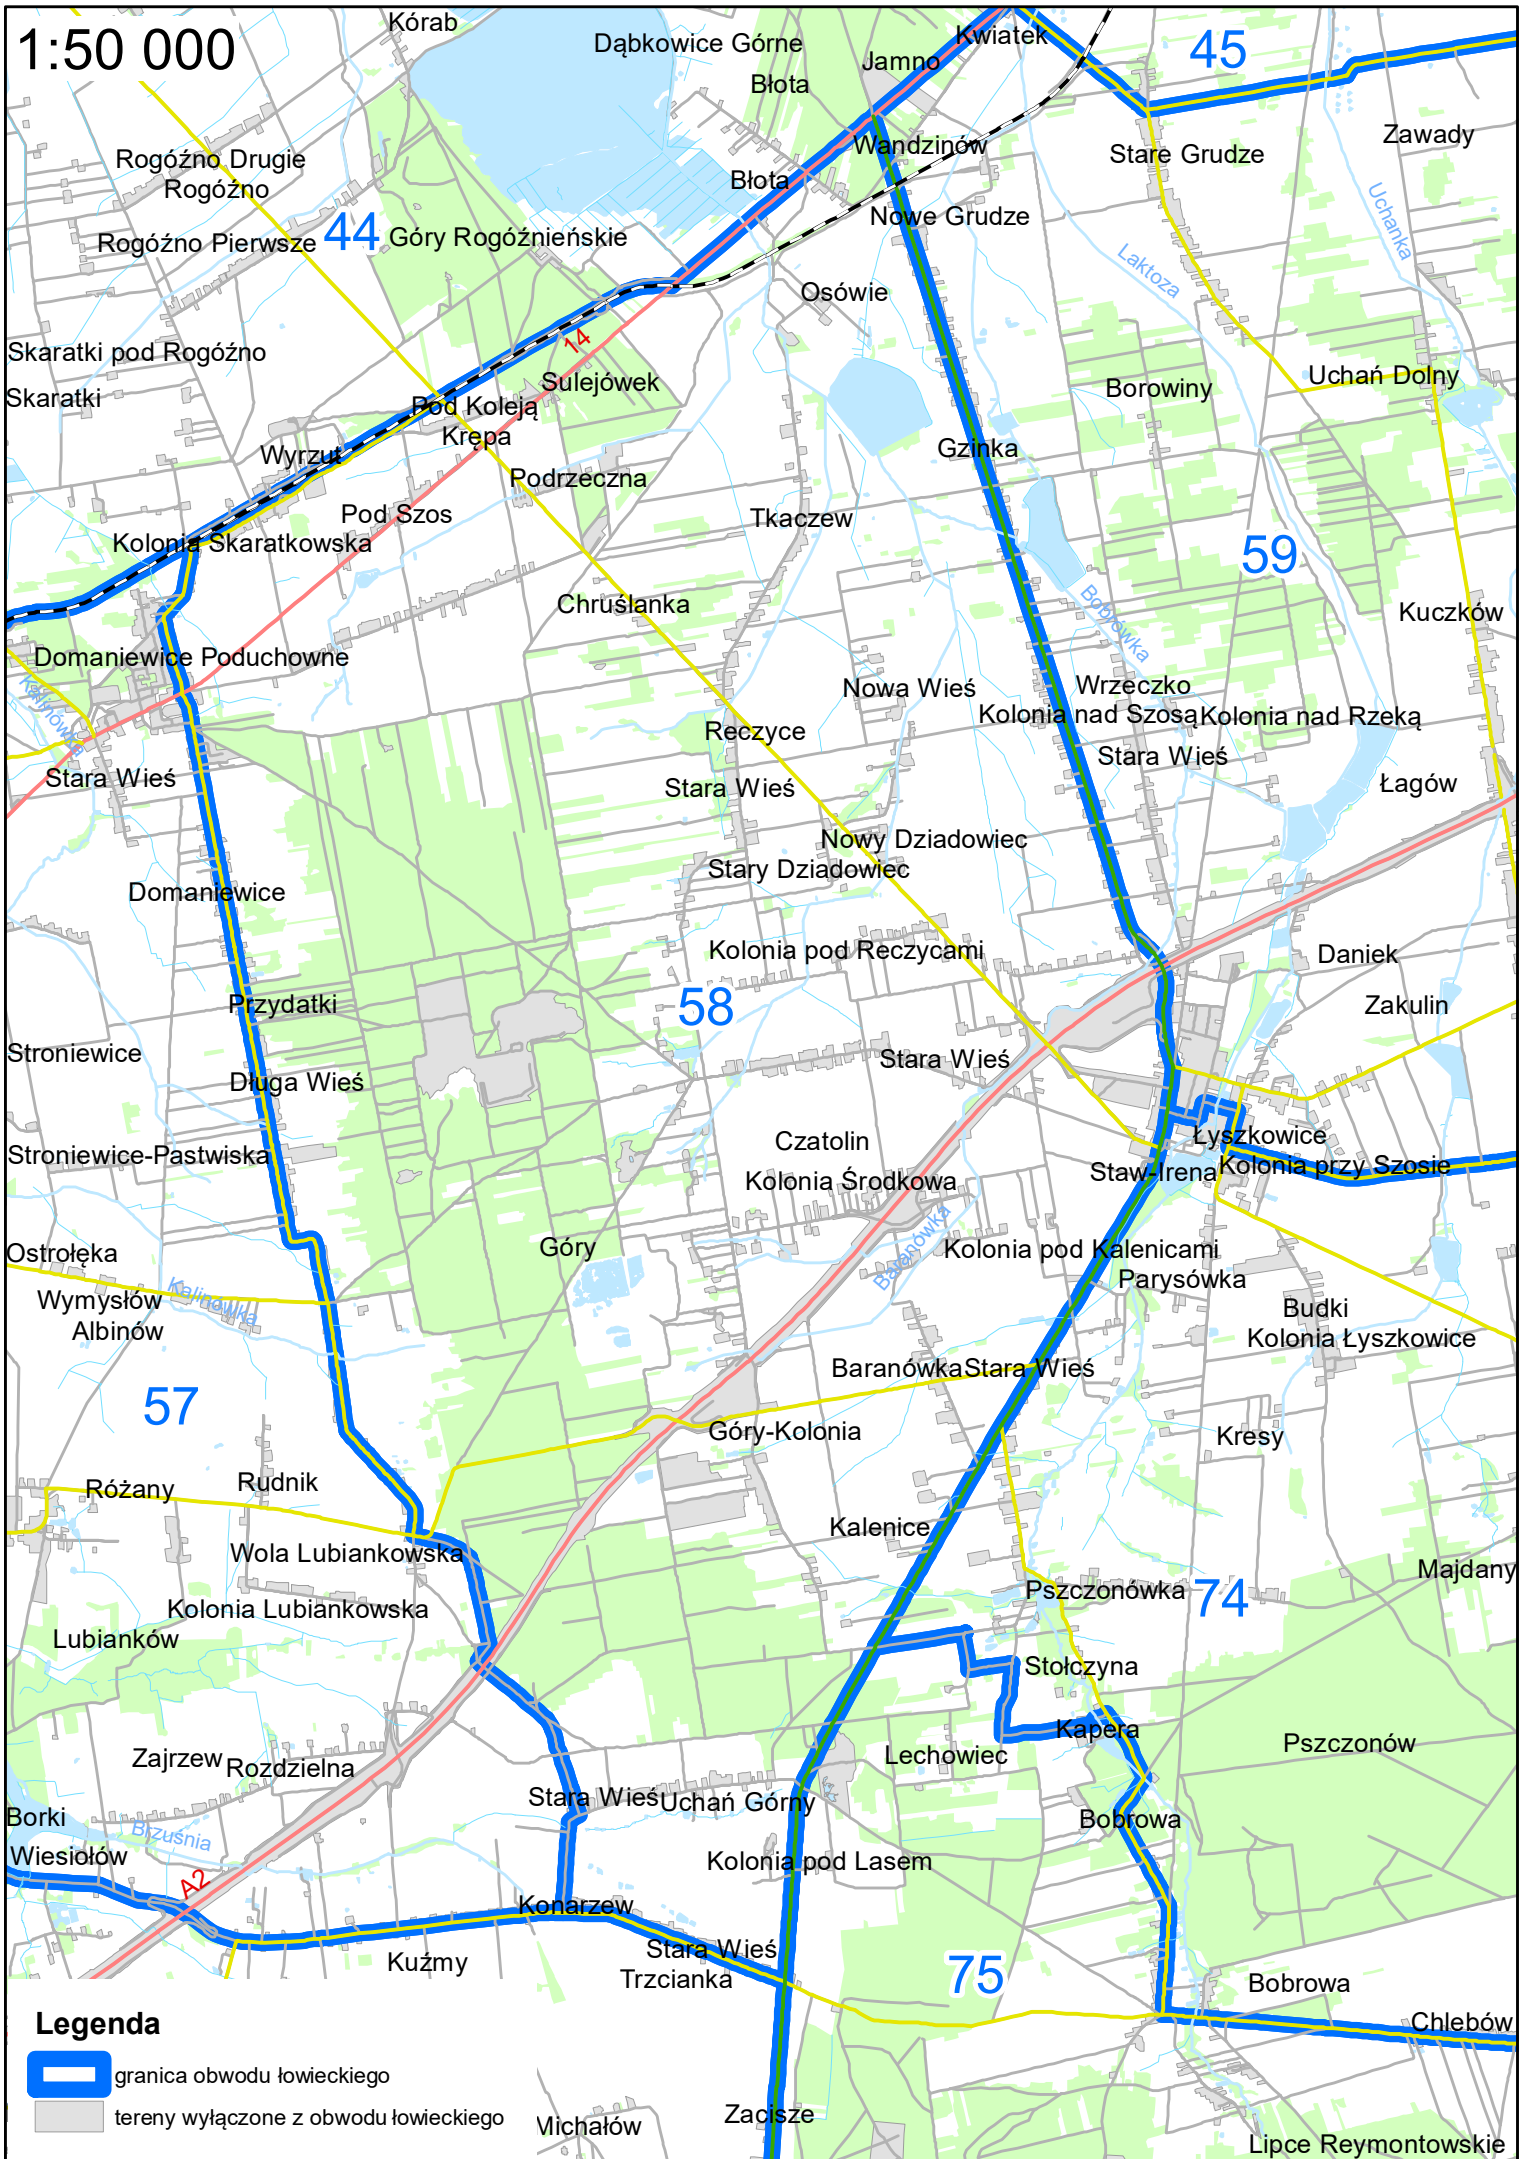 1:50 000
Kórab
Dąbkowice Górne
Kwiatek
45
Jamno
Błota
Zawady
Wandzinów
Stare Grudze
Rogóźno Drugie
Rogóźno
Błota
Nowe Grudze
Uchanka
Rogóźno Pierwsze
44
Góry Rogóźnieńskie
Laktoza
Osówie
14
Skaratki pod Rogóźno
Sulejówek
Uchań Dolny
Borowiny
Skaratki
Pod Koleją
Krępa
Wyrzut
Gzinka
Podrzeczna
Pod Szos
Tkaczew
Kolonia Skaratkowska
59
Chruślanka
Bobrówka
Kuczków
Domaniewice Poduchowne
Kalinówka
Nowa Wieś
Wrzeczko
Kolonia nad Szosą
Kolonia nad Rzeką
Reczyce
Stara Wieś
Stara Wieś
Stara Wieś
Łagów
Nowy Dziadowiec
Stary Dziadowiec
Domaniewice
Kolonia pod Reczycami
Daniek
Przydatki
58
Zakulin
Stroniewice
Stara Wieś
Długa Wieś
Czatolin
Łyszkowice
Stroniewice-Pastwiska
Staw-Irena
Kolonia przy Szosie
Kolonia Środkowa
Baranówka
Ostrołęka
Góry
Kolonia pod Kalenicami
Parysówka
Kalinówka
Wymysłów
Albinów
Budki
Kolonia Łyszkowice
Baranówka
Stara Wieś
57
Góry-Kolonia
Kresy
Różany
Rudnik
Kalenice
Wola Lubiankowska
Majdany
Pszczonówka
74
Kolonia Lubiankowska
Lubianków
Stołczyna
Kapera
Pszczonów
Zajrzew
Rozdzielna
Lechowiec
Stara Wieś
Uchań Górny
Borki
Bobrowa
Brzuśnia
Wiesiołów
Kolonia pod Lasem
A2
Konarzew
Stara Wieś
Kuźmy
Trzcianka
75
Bobrowa
Chlebów
Legenda
granica obwodu łowieckiego
tereny wyłączone z obwodu łowieckiego
Michałów
Zacisze
Lipce Reymontowskie